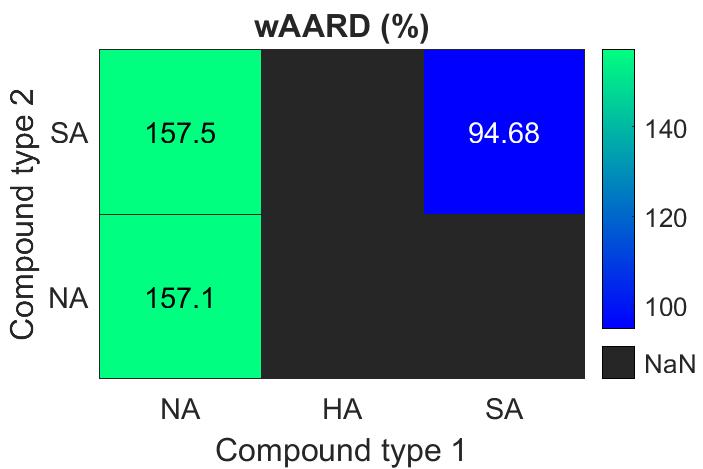 wAARD (%)
Compound type 2
SA
157.5
94.68
NA
157.1
NA
HA
SA
Compound type 1
140
120
100
NaN